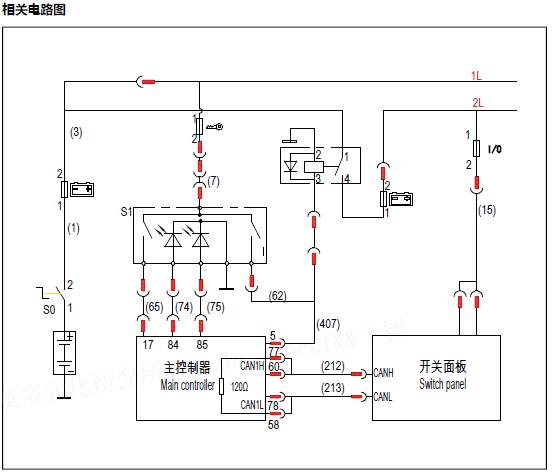 相关电路图
1L
2L
1
2
(3)
1
2
I/0
2
1
2
1
3
4
2
1
2
1
(7)
(1)
S1
(15)
2
1
S0
(65)
(74)
(75)
(62)
(407)
17
84
85
5
77
60
78
58
主控制器
Main controller
120Ω
CAN1H
CAN1L
(212)
(213)
CANH
CANL
开关面板
Switch panel